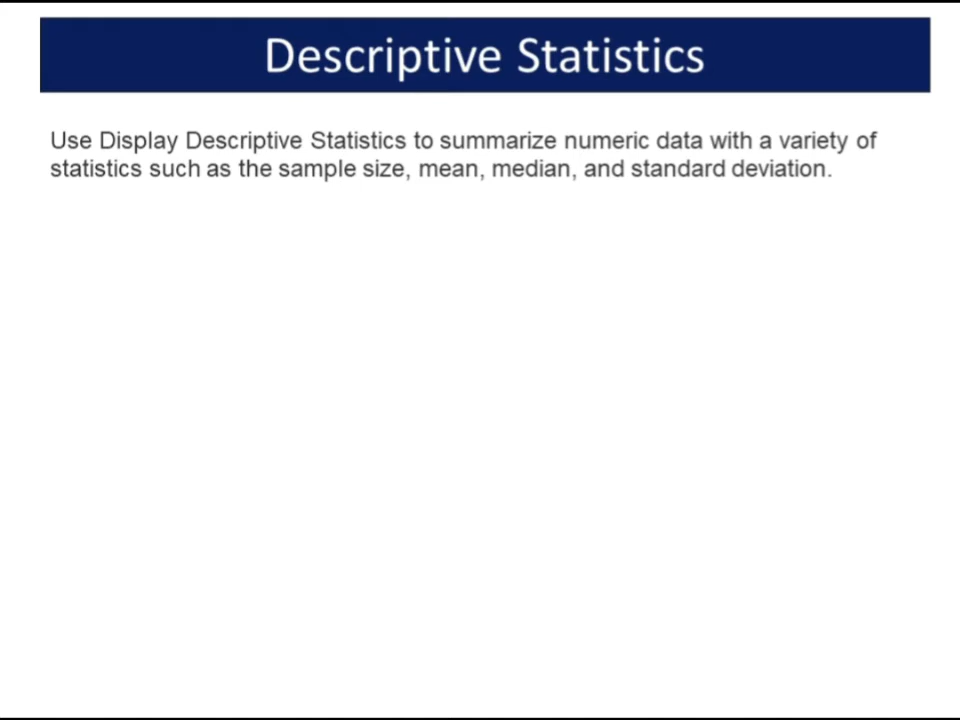 Descriptive Statistics
Use Display Descriptive Statistics to summarize numeric data with a variety of
statistics such as the sample size, mean, median, and standard deviation.